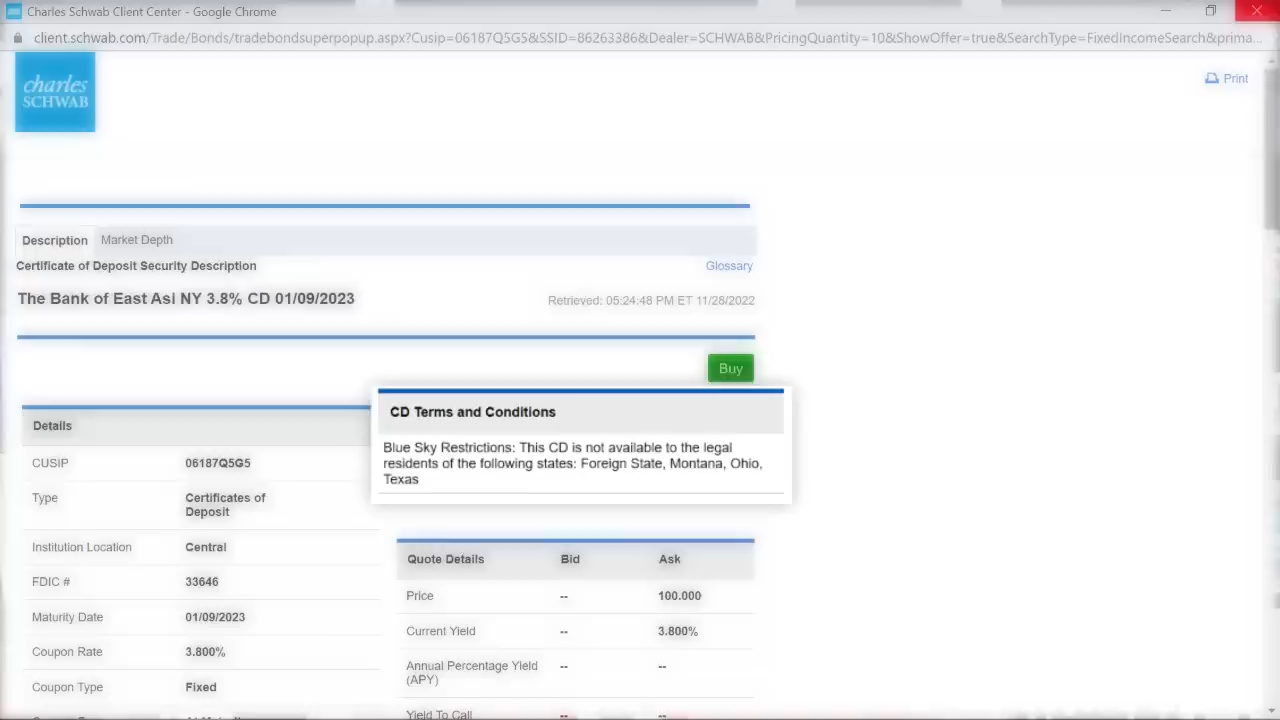 Charles Schwab Client Center - Google Chrome
client.schwab.com/Trade/Bonds/tradebondsuperpopup.aspx?Cusip=06187Q5G5&SSID=86263386&Dealer=SCHWAB&PricingQuantity=10&ShowOffer=true&SearchType=FixedIncomeSearch&prima...
charles
SCHWAB
Print
Description Market Depth
Certificate of Deposit Security Description Glossary
The Bank of East Asi NY 3.8% CD 01/09/2023 Retrieved: 05:24:48 PM ET 11/28/2022
Buy
CD Terms and Conditions
Blue Sky Restrictions: This CD is not available to the legal
residents of the following states: Foreign State, Montana, Ohio,
Texas
Details
CUSIP 06187Q5G5
Type Certificates of
Deposit
Institution Location Central
FDIC # 33646
Maturity Date 01/09/2023
Coupon Rate 3.800%
Coupon Type Fixed
Quote Details Bid Ask
Price -- 100.000
Current Yield -- 3.800%
Annual Percentage Yield -- --
(APY)
Yield To Call -- --